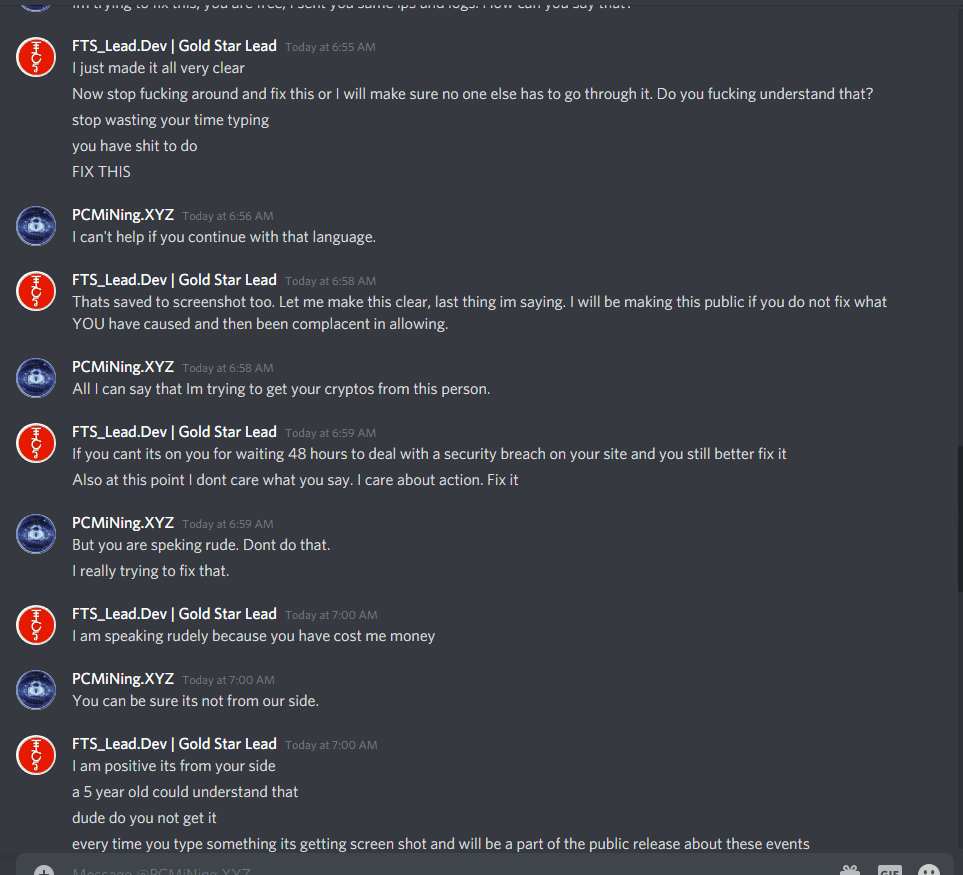 Im trying to fix this, you are free, I sent you same ips and logs. How can you say that?
FTS_Lead.Dev | Gold Star Lead Today at 6:55 AM
I just made it all very clear
Now stop fucking around and fix this or I will make sure no one else has to go through it. Do you fucking understand that?
stop wasting your time typing
you have shit to do
FIX THIS
PCMiNing.XYZ Today at 6:56 AM
I can't help if you continue with that language.
FTS_Lead.Dev | Gold Star Lead Today at 6:58 AM
Thats saved to screenshot too. Let me make this clear, last thing im saying. I will be making this public if you do not fix what
YOU have caused and then been complacent in allowing.
PCMiNing.XYZ Today at 6:58 AM
All I can say that Im trying to get your cryptos from this person.
FTS_Lead.Dev | Gold Star Lead Today at 6:59 AM
If you cant its on you for waiting 48 hours to deal with a security breach on your site and you still better fix it
Also at this point I dont care what you say. I care about action. Fix it
PCMiNing.XYZ Today at 6:59 AM
But you are speking rude. Dont do that.
I really trying to fix that.
FTS_Lead.Dev | Gold Star Lead Today at 7:00 AM
I am speaking rudely because you have cost me money
PCMiNing.XYZ Today at 7:00 AM
You can be sure its not from our side.
FTS_Lead.Dev | Gold Star Lead Today at 7:00 AM
I am positive its from your side
a 5 year old could understand that
dude do you not get it
every time you type something its getting screen shot and will be a part of the public release about these events
Message @PCMiNing.XYZ
GIF